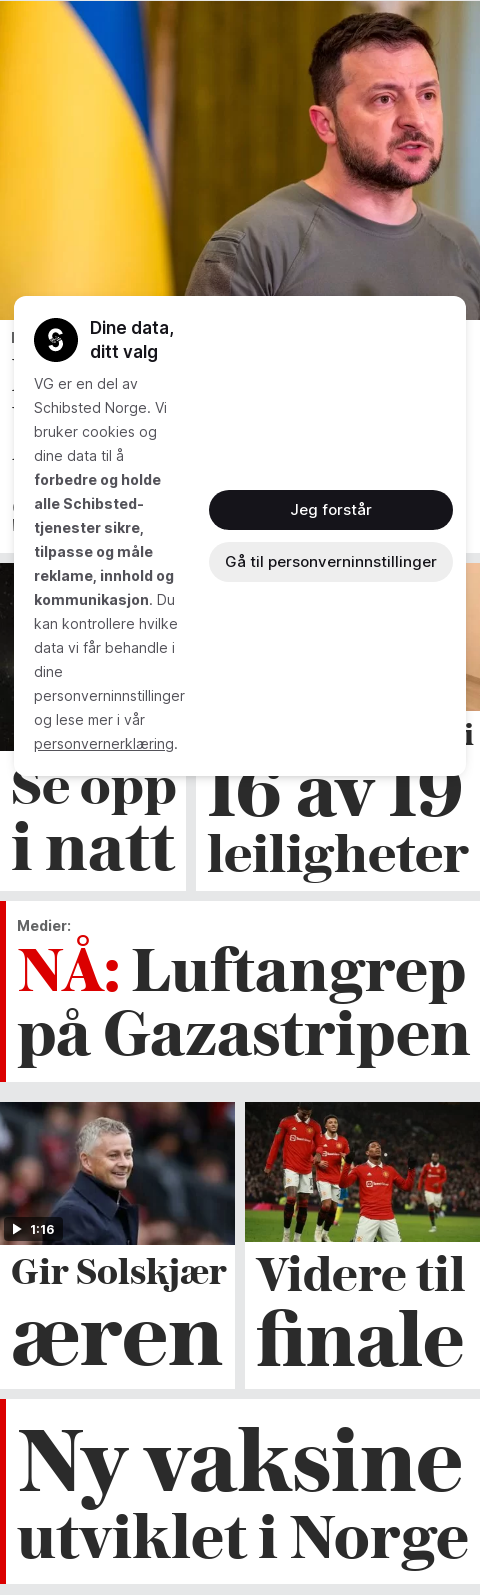 Dine data,
ditt valg
VG er en del av
Schibsted Norge. Vi
bruker cookies og
dine data til å
forbedre og holde
alle Schibsted-
tjenester sikre,
tilpasse og måle
reklame, innhold og
kommunikasjon. Du
kan kontrollere hvilke
data vi får behandle i
dine
personverninnstillinger
og lese mer i vår
personvernerklæring.
Jeg forstår
Gå til personverninnstillinger
Se opp
i natt
i
16 av 19
leiligheter
Medier:
NÅ: Luftangrep
på Gazastripen
1:16
Gir Solskjær
æren
Videre til
finale
Ny vaksine
utviklet i Norge